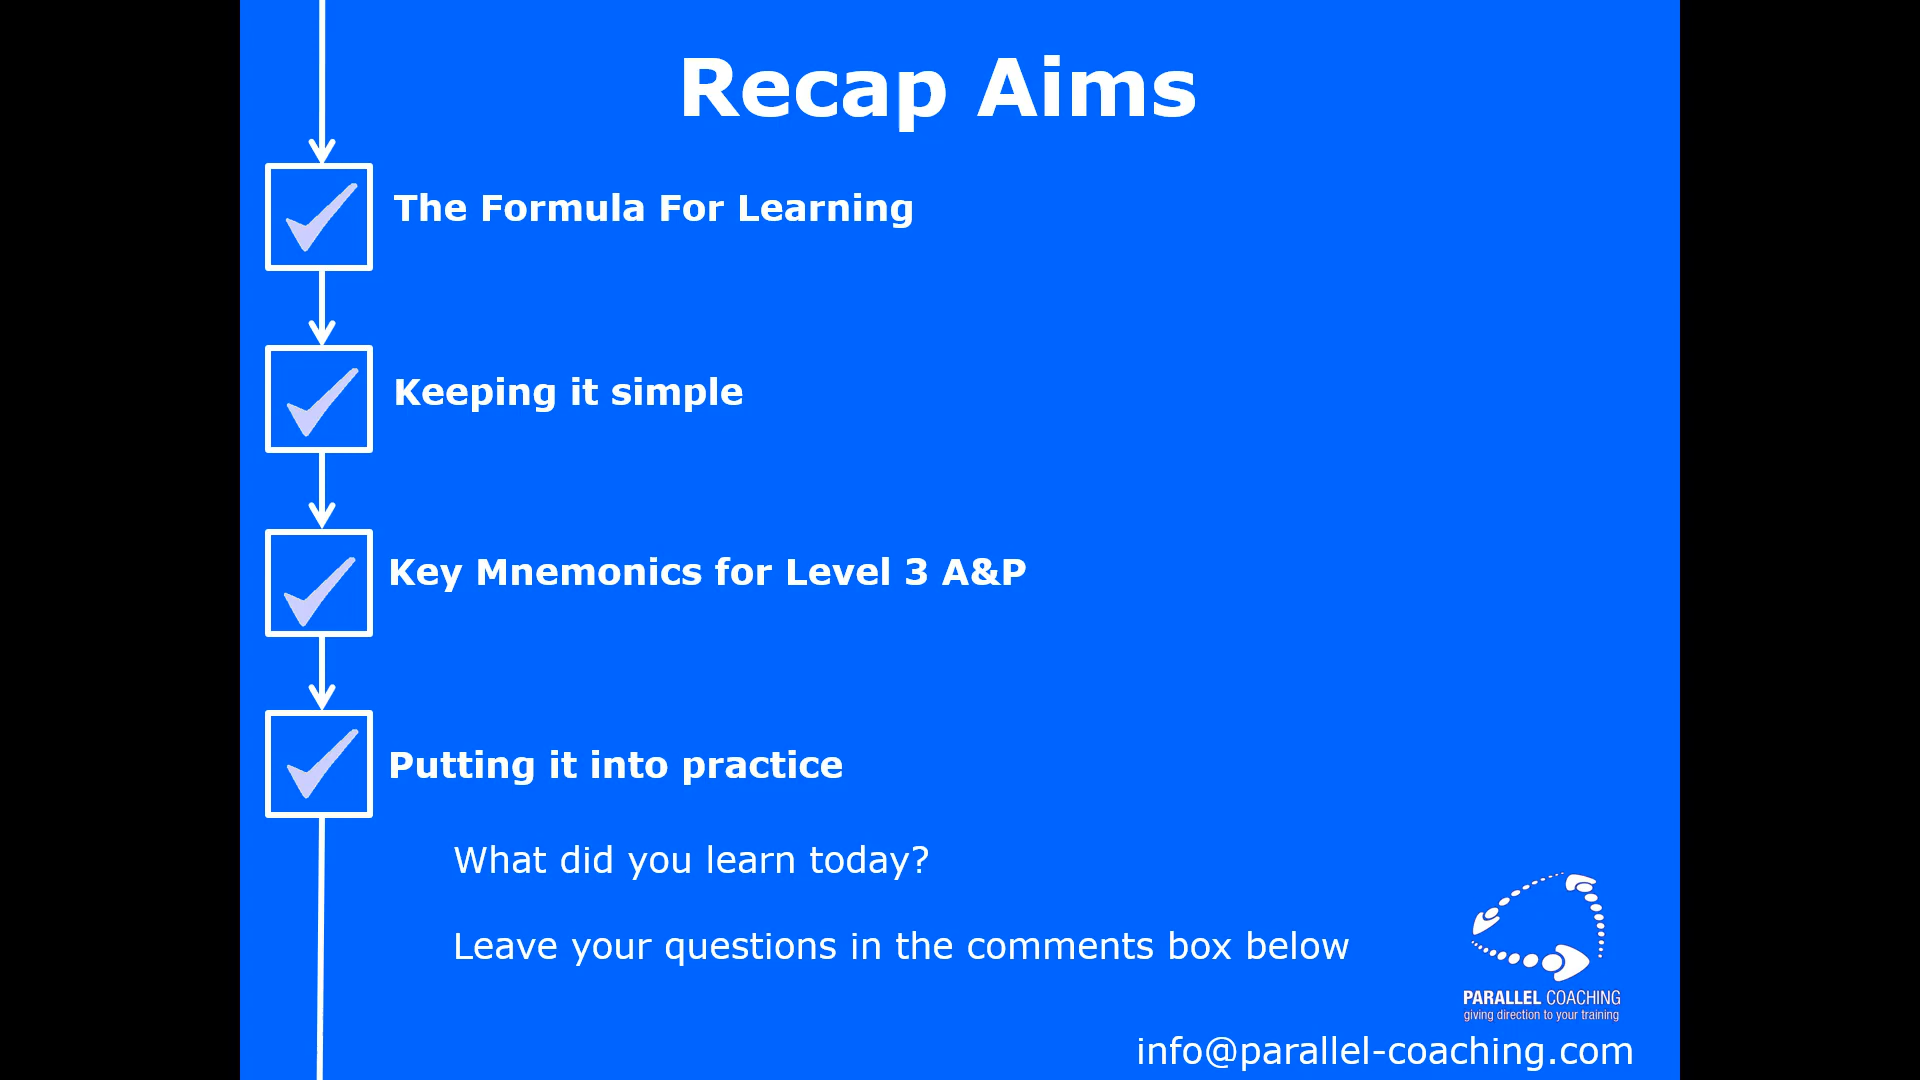 Recap Aims
The Formula For Learning
Keeping it simple
Key Mnemonics for Level 3 A&P
Putting it into practice
What did you learn today?
Leave your questions in the comments box below
PARALLEL COACHING
giving direction to your training
info@parallel-coaching.com